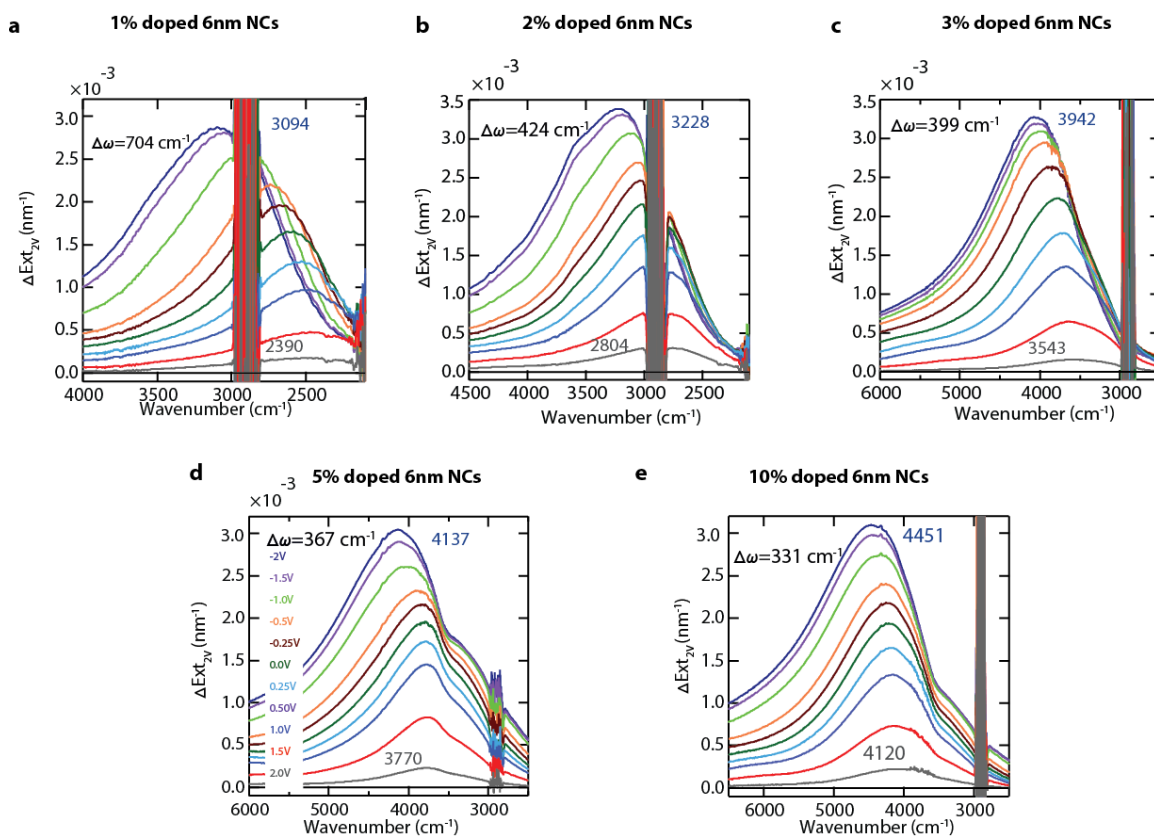 a
1% doped 6nm NCs
×10
-3
ΔExt2V (nm-1)
3.0
2.5
2.0
1.5
1.0
0.5
0.0
Δω=704 cm-1
3094
2390
4000 3500 3000 2500
Wavenumber (cm-1)
b
2% doped 6nm NCs
×10
-3
ΔExt2V (nm-1)
3.5
3.0
2.5
2.0
1.5
1.0
0.5
0.0
Δω=424 cm-1
3228
2804
4500 4000 3500 3000 2500
Wavenumber (cm-1)
c
3% doped 6nm NCs
×10
-3
ΔExt2V (nm-1)
3.5
3.0
2.5
2.0
1.5
1.0
0.5
0.0
Δω=399 cm-1
3942
3543
6000 5000 4000 3000
Wavenumber (cm-1)
d
5% doped 6nm NCs
×10
-3
ΔExt2V (nm-1)
3.0
2.5
2.0
1.5
1.0
0.5
0.0
Δω=367 cm-1
4137
-2V
-1.5V
-1.0V
-0.5V
-0.25V
0.0V
0.25V
0.50V
1.0V
1.5V
2.0V
3770
6000 5000 4000 3000
Wavenumber (cm-1)
e
10% doped 6nm NCs
ΔExt2V (nm-1)
3.0
2.5
2.0
1.5
1.0
0.5
0.0
Δω=331 cm-1
4451
4120
6000 5000 4000 3000
Wavenumber (cm-1)